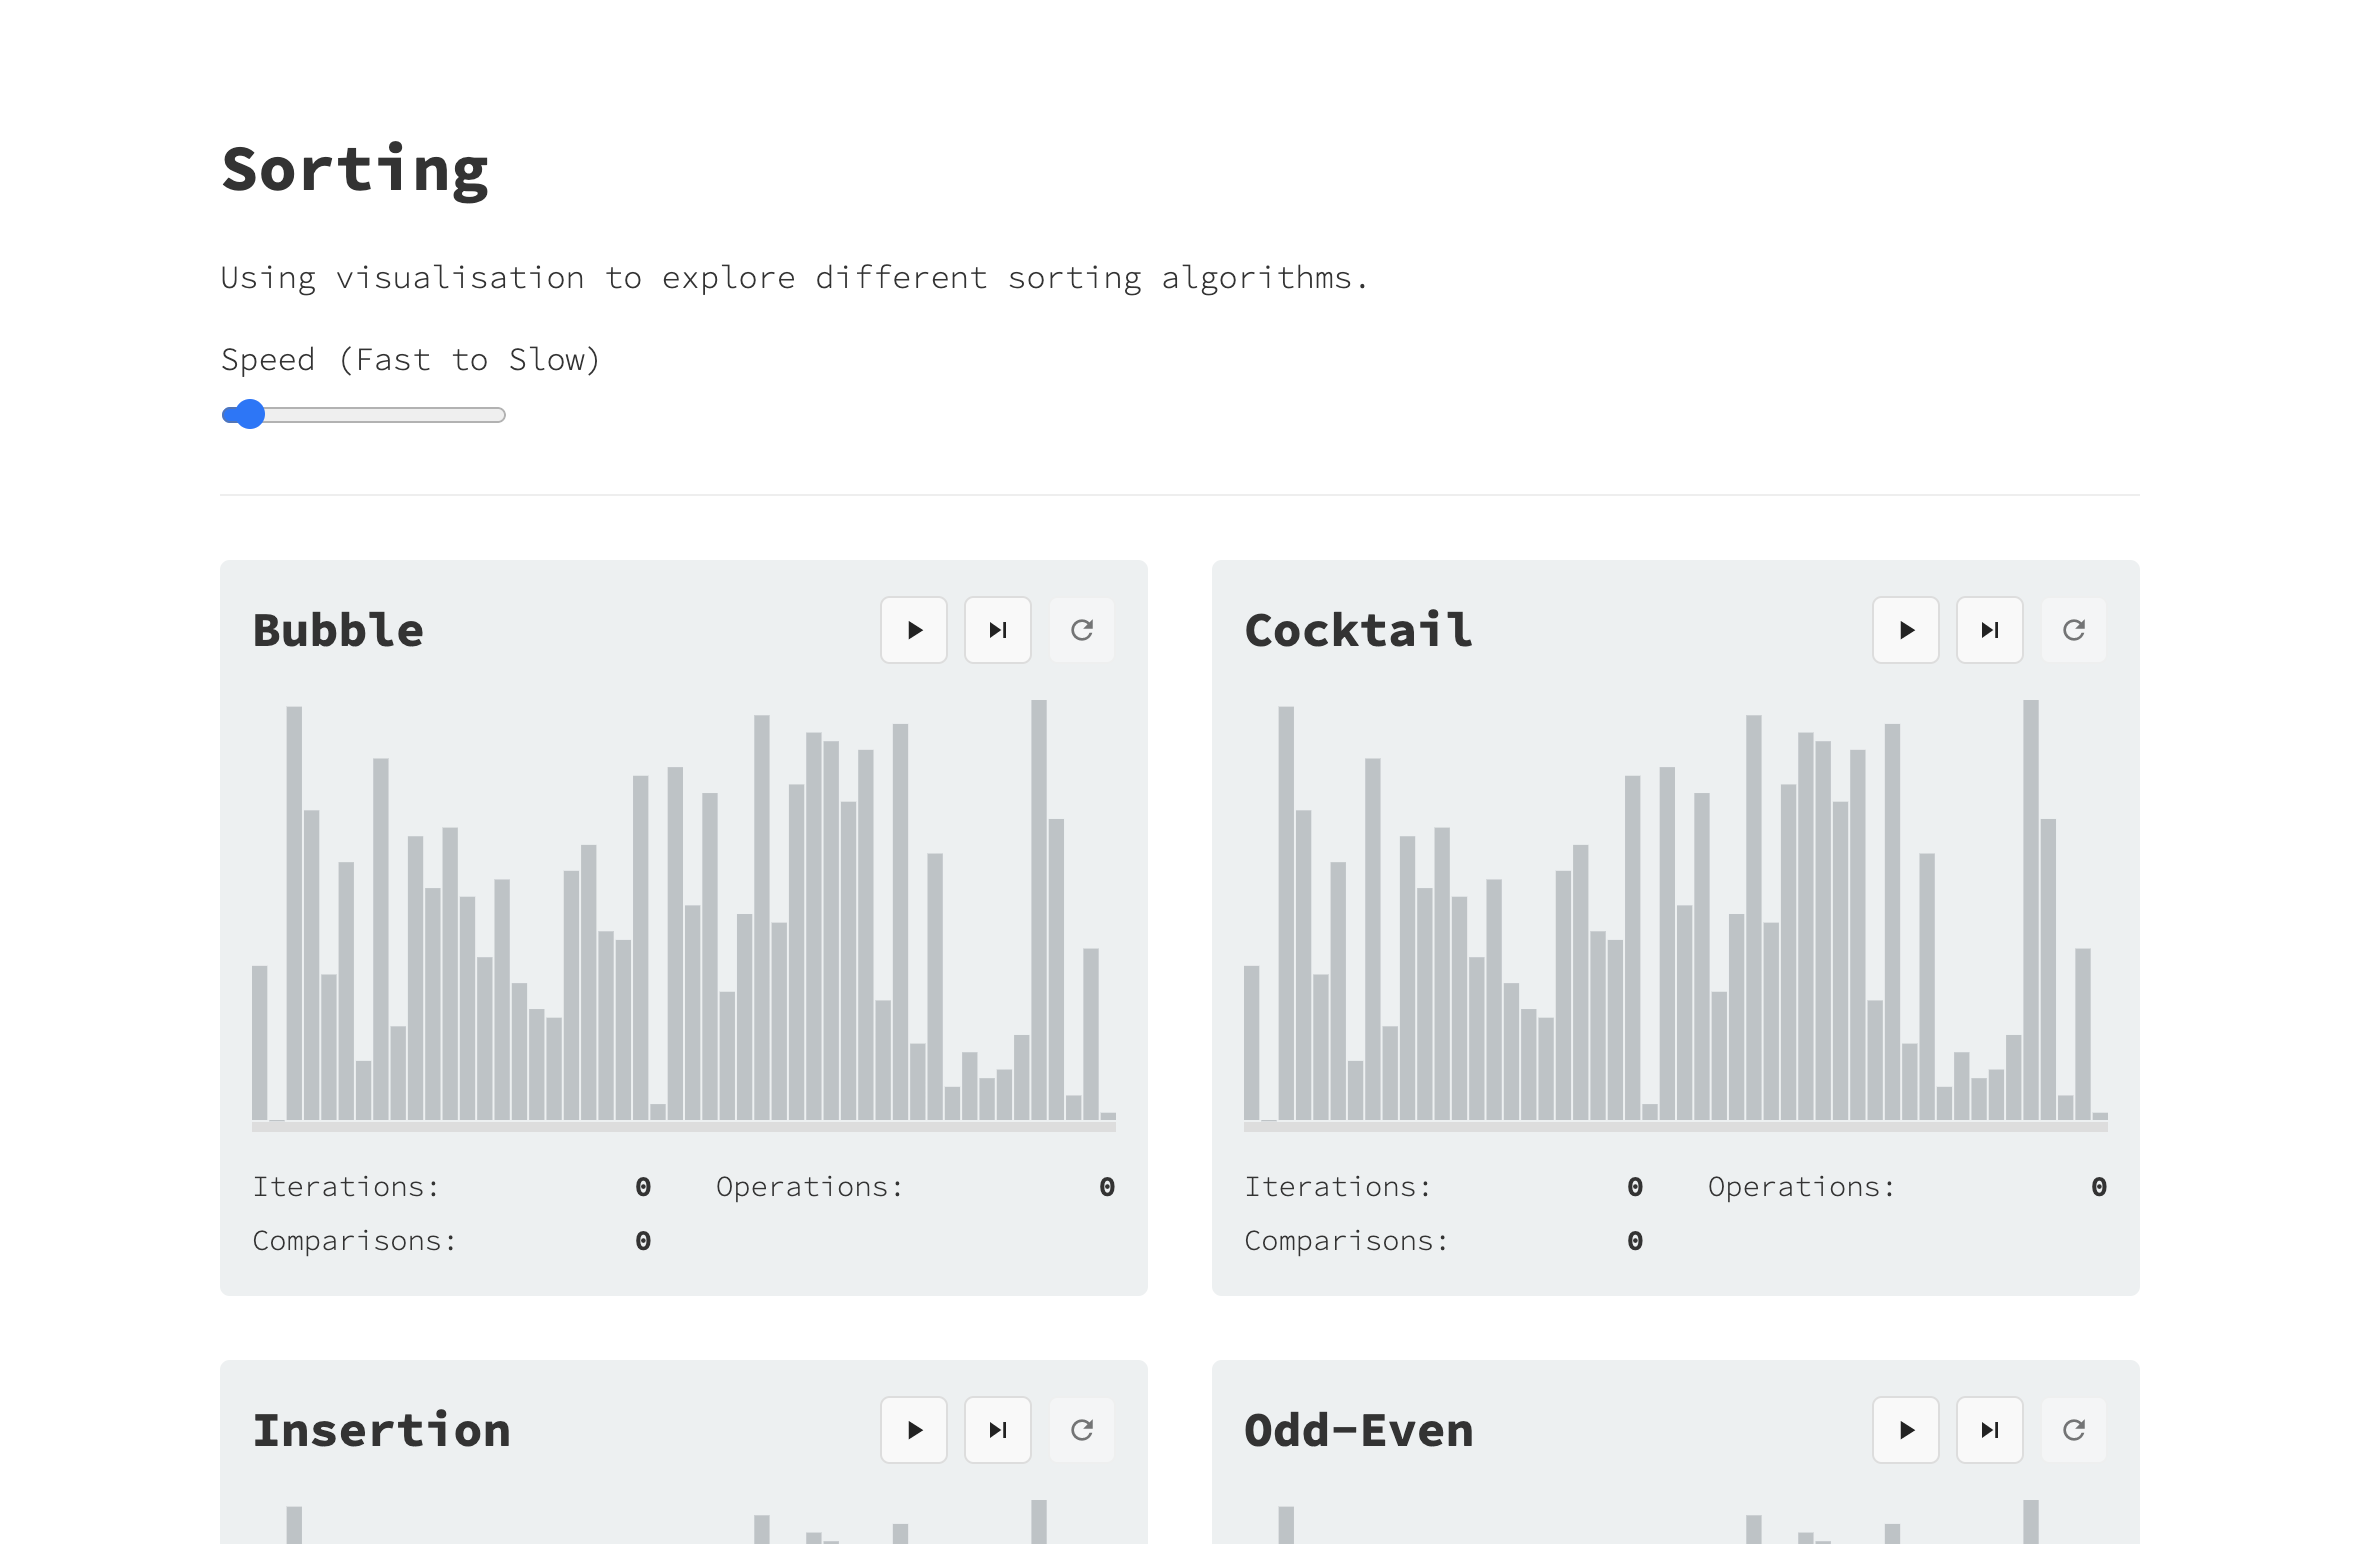 Sorting
Using visualisation to explore different sorting algorithms.
Speed (Fast to Slow)
Bubble
Iterations: 0 Operations: 0
Comparisons: 0
Cocktail
Iterations: 0 Operations: 0
Comparisons: 0
Insertion
Odd-Even